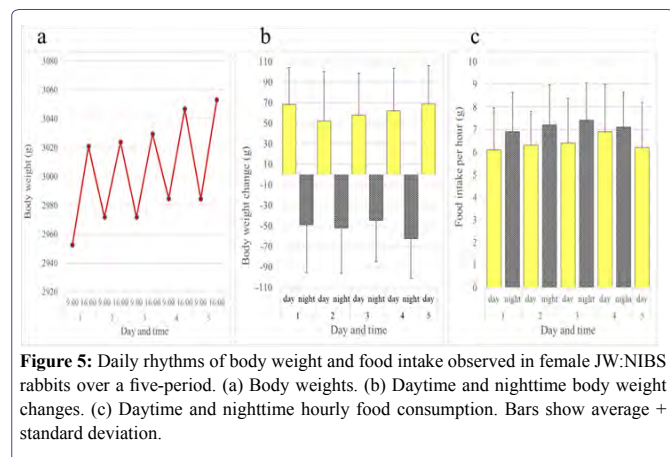 a
b
c
Body weight (g)
3080
3060
3040
3020
3000
2980
2960
2940
2920
9:00 16:00 9:00 16:00 9:00 16:00 9:00 16:00 9:00 16:00
1 2 3 4 5
Day and time
Body weight change (g)
110
90
70
50
30
10
-10
-30
-50
-70
-90
-110
day night day night day night day night day
1 2 3 4 5
Day and time
Food intake per hour (g)
10
9
8
7
6
5
4
3
2
1
0
day night day night day night day night day
1 2 3 4 5
Day and time
Figure 5: Daily rhythms of body weight and food intake observed in female JW:NIBS
rabbits over a five-period. (a) Body weights. (b) Daytime and nighttime body weight
changes. (c) Daytime and nighttime hourly food consumption. Bars show average +
standard deviation.